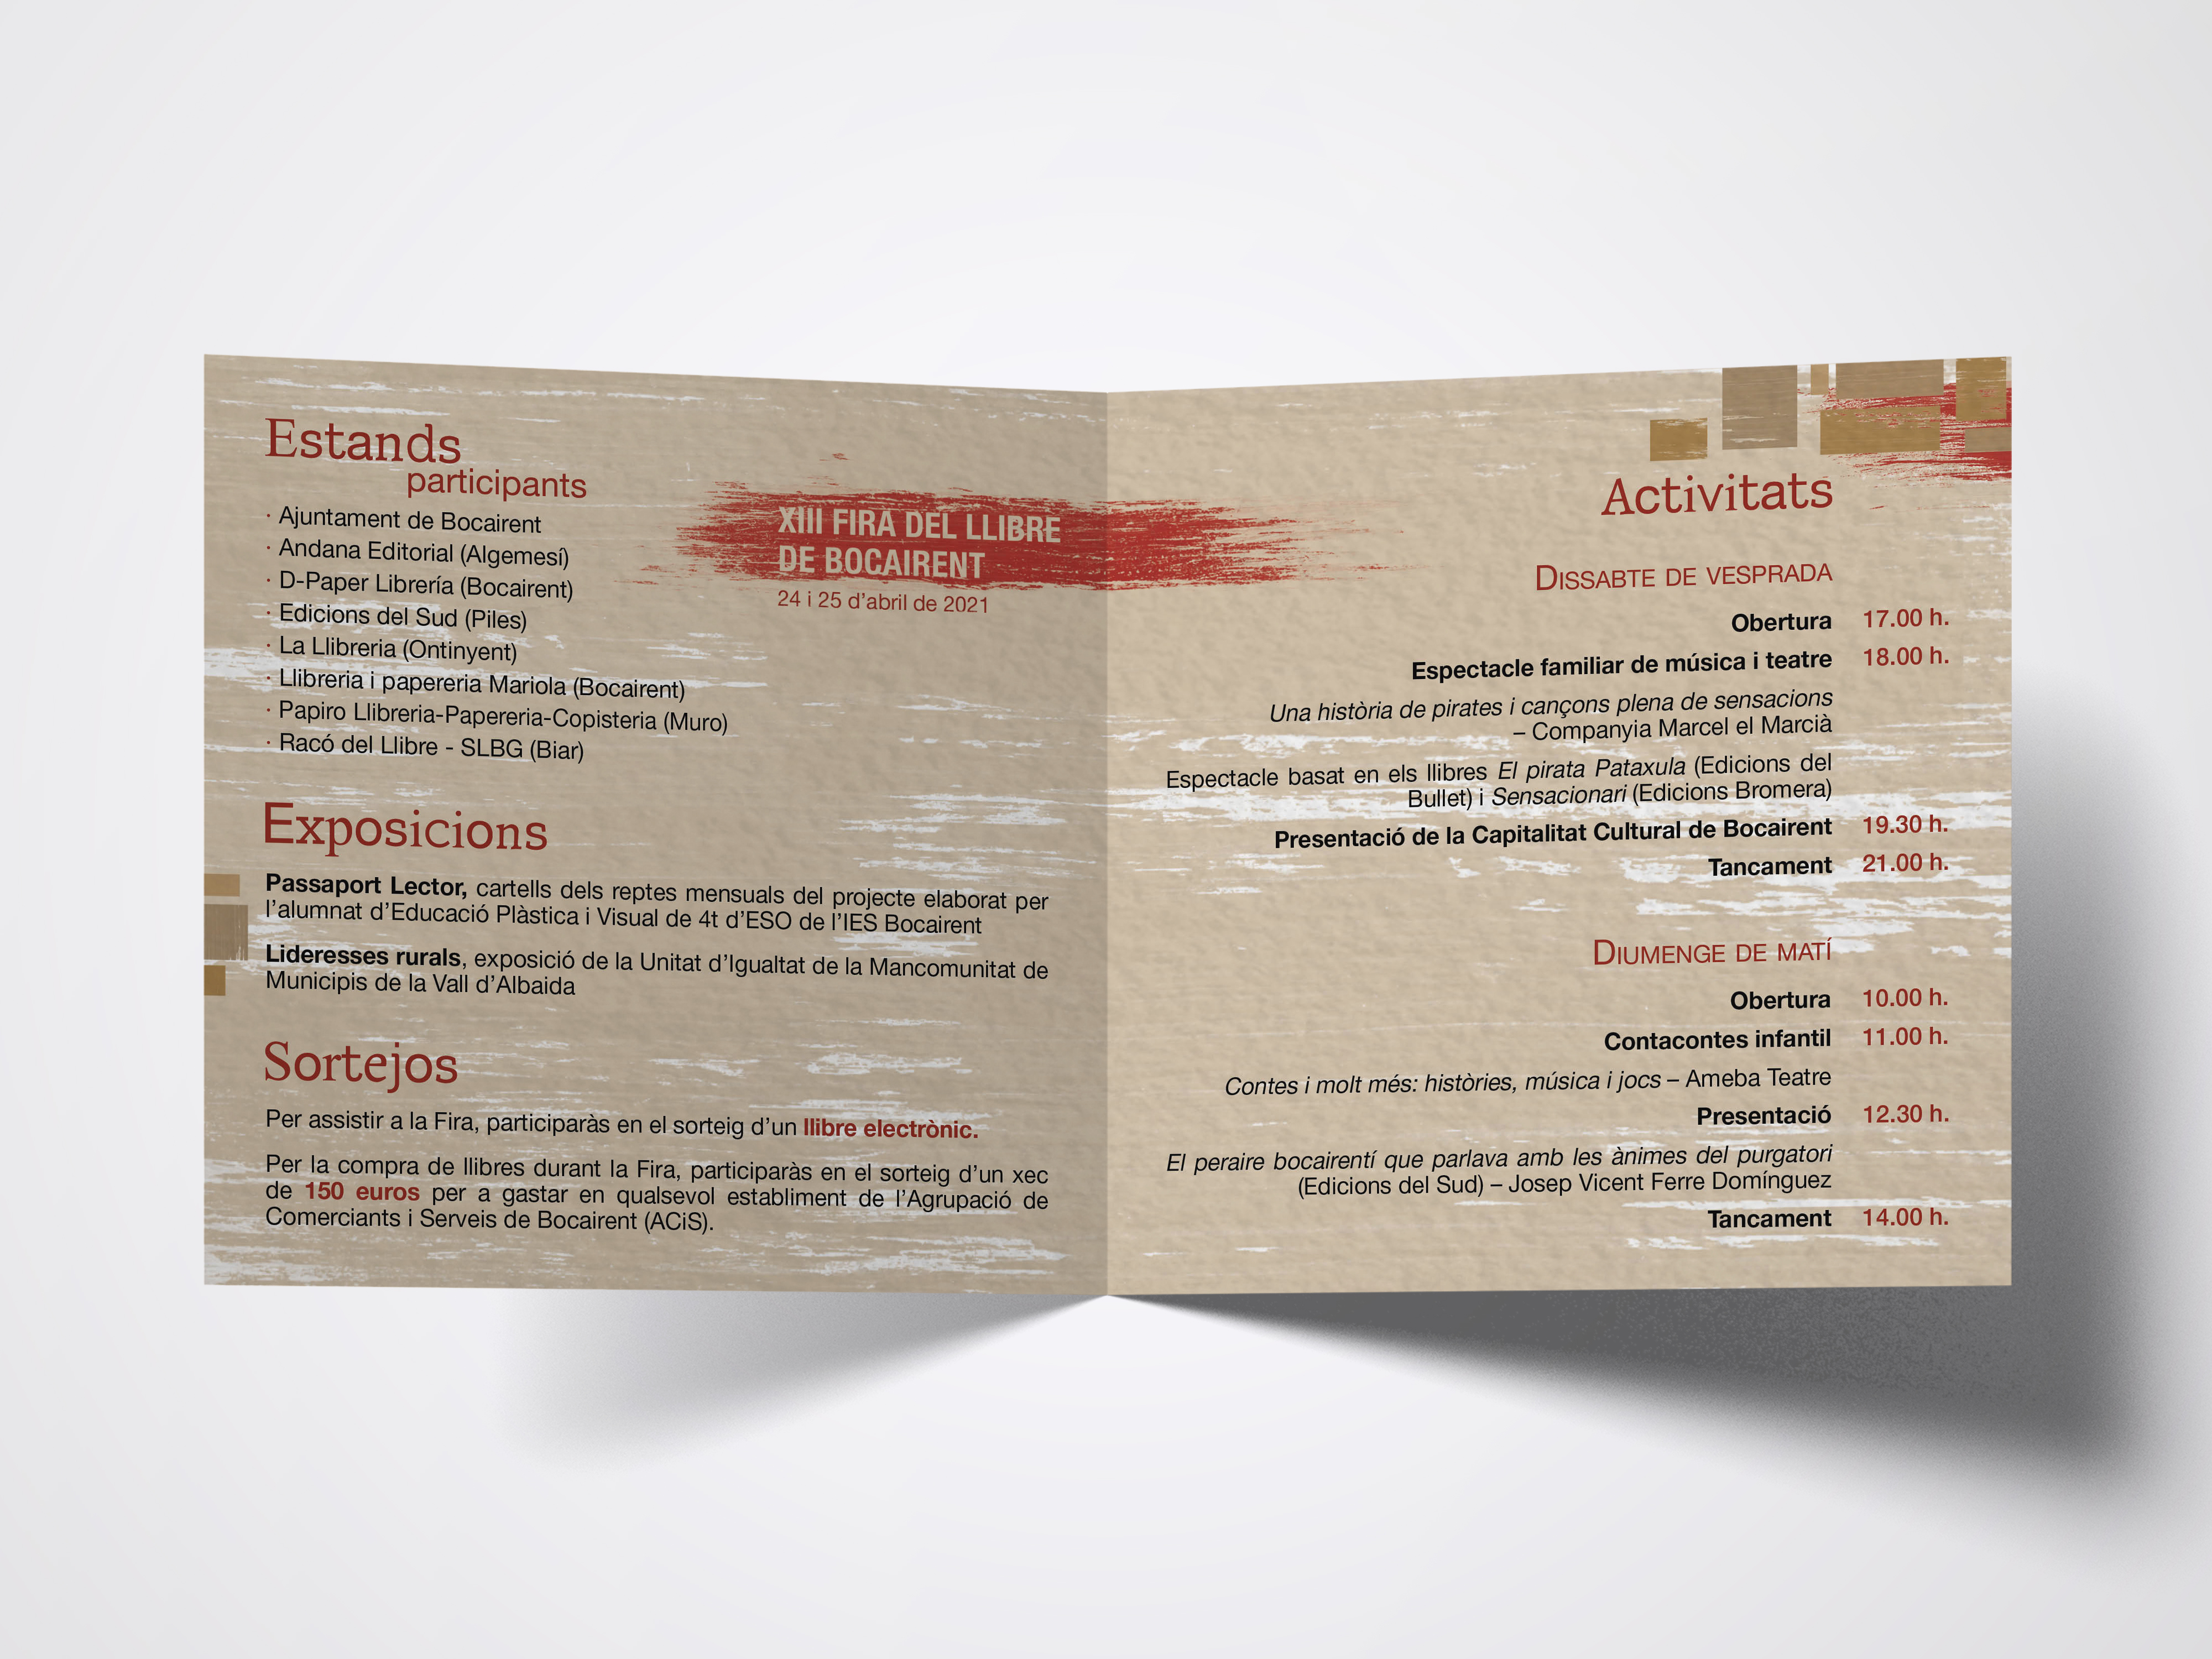 Estands
participants
· Ajuntament de Bocairent
· Andana Editorial (Algemesí)
· D-Paper Librería (Bocairent)
· Edicions del Sud (Piles)
· La Llibreria (Ontinyent)
· Llibreria i papereria Mariola (Bocairent)
· Papiro Llibreria-Papereria-Copisteria (Muro)
· Racó del Llibre - SLBG (Biar)
XIII FIRA DEL LLIBRE
DE BOCAIRENT
24 i 25 d'abril de 2021
Exposicions
Passaport Lector, cartells dels reptes mensuals del projecte elaborat per
l'alumnat d'Educació Plàstica i Visual de 4t d'ESO de l'IES Bocairent
Lideresses rurals, exposició de la Unitat d'Igualtat de la Mancomunitat de
Municipis de la Vall d'Albaida
Sortejos
Per assistir a la Fira, participaràs en el sorteig d'un llibre electrònic.
Per la compra de llibres durant la Fira, participaràs en el sorteig d'un xec
de 150 euros per a gastar en qualsevol establiment de l'Agrupació de
Comerciants i Serveis de Bocairent (ACiS).
Activitats
DISSABTE DE VESPRADA
Obertura 17.00 h.
Espectacle familiar de música i teatre 18.00 h.
Una història de pirates i cançons plena de sensacions
– Companyia Marcel el Marcià
Espectacle basat en els llibres El pirata Pataxula (Edicions del
Bullet) i Sensacionari (Edicions Bromera)
Presentació de la Capitalitat Cultural de Bocairent 19.30 h.
Tancament 21.00 h.
DIUMENGE DE MATÍ
Obertura 10.00 h.
Contacontes infantil 11.00 h.
Contes i molt més: històries, música i jocs – Ameba Teatre
Presentació 12.30 h.
El peraire bocairentí que parlava amb les ànimes del purgatori
(Edicions del Sud) – Josep Vicent Ferre Domínguez
Tancament 14.00 h.